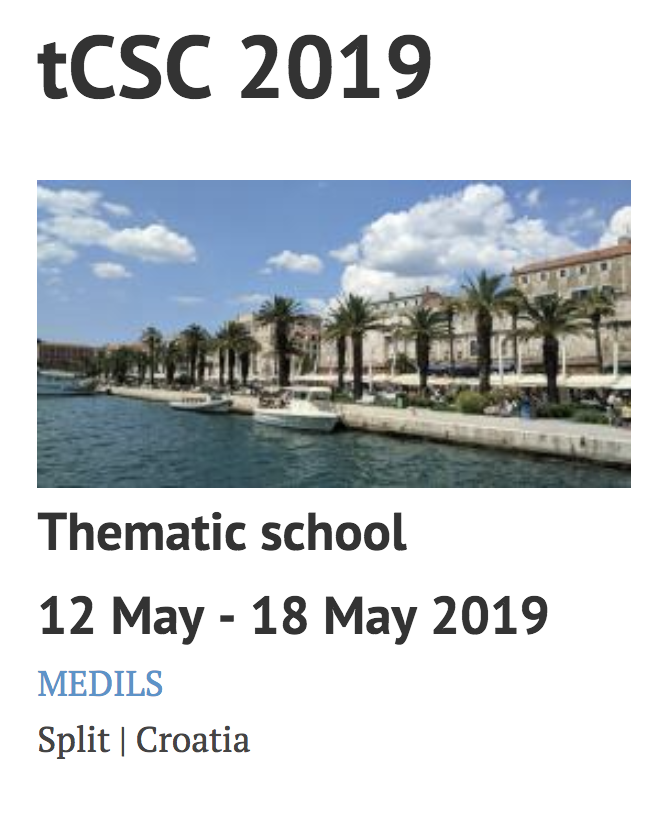 tCSC 2019
Thematic school
12 May - 18 May 2019
MEDILS
Split | Croatia